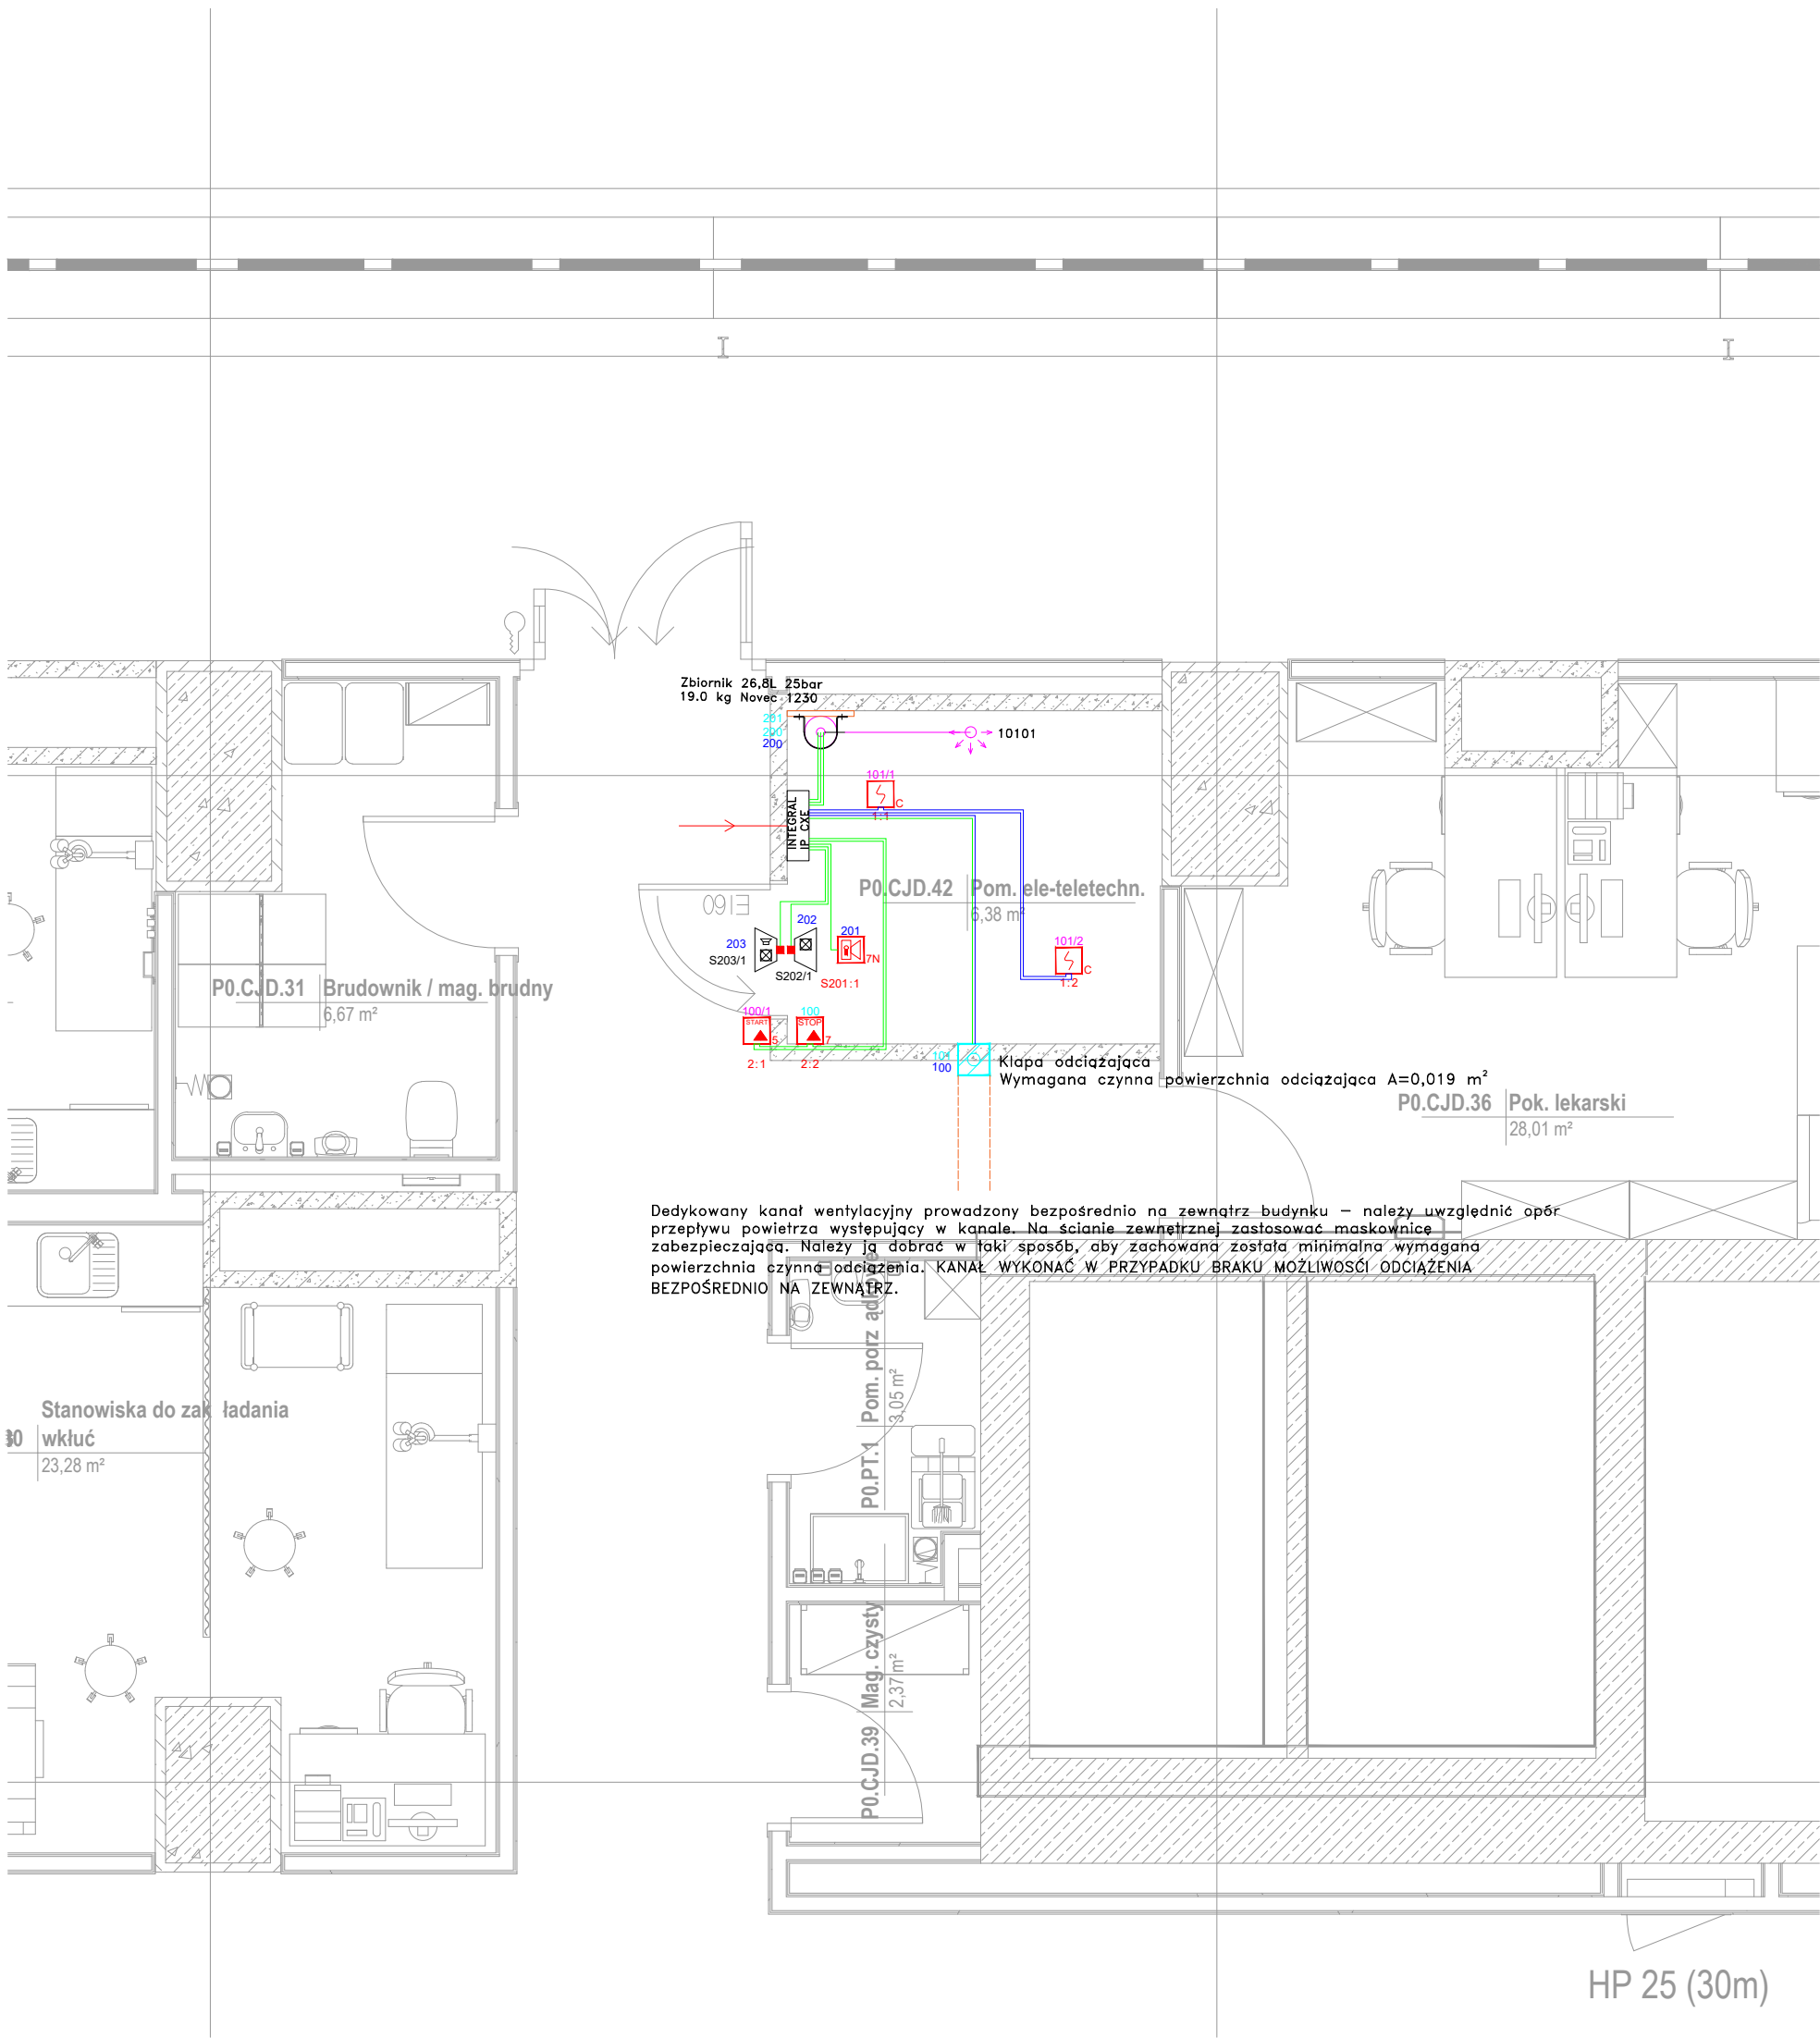 Zbiornik 26,8L 25bar
19.0 kg Novec 1230
201
200
200
10101
101/1
C
1:1
INTEGRAL
IP CXE
P0.CJD.42 Pom. ele-teletechn.
6,38 m²
EI60
203
S203/1
202
S202/1
201
7N
S201:1
101/2
C
1:2
100/1
START
5
2:1
100
STOP
7
2:2
101
100
Klapa odciążająca
Wymagana czynna powierzchnia odciążająca A=0,019 m²
P0.CJD.31 Brudownik / mag. brudny
6,67 m²
P0.CJD.36 Pok. lekarski
28,01 m²
Dedykowany kanał wentylacyjny prowadzony bezpośrednio na zewnątrz budynku – należy uwzględnić opór
przepływu powietrza występujący w kanale. Na ścianie zewnętrznej zastosować maskownicę
zabezpieczającą. Należy ją dobrać w taki sposób, aby zachowana została minimalna wymagana
powierzchnia czynna odciążenia. KANAŁ WYKONAĆ W PRZYPADKU BRAKU MOŻLIWOSĆI ODCIĄŻENIA
BEZPOŚREDNIO NA ZEWNĄTRZ.
P0.PT.1 Pom. porz ądkowe
3,05 m²
Stanowiska do zak ładania
wkłuć
23,28 m²
P0.CJD.39 Mag. czysty
2,37 m²
HP 25 (30m)